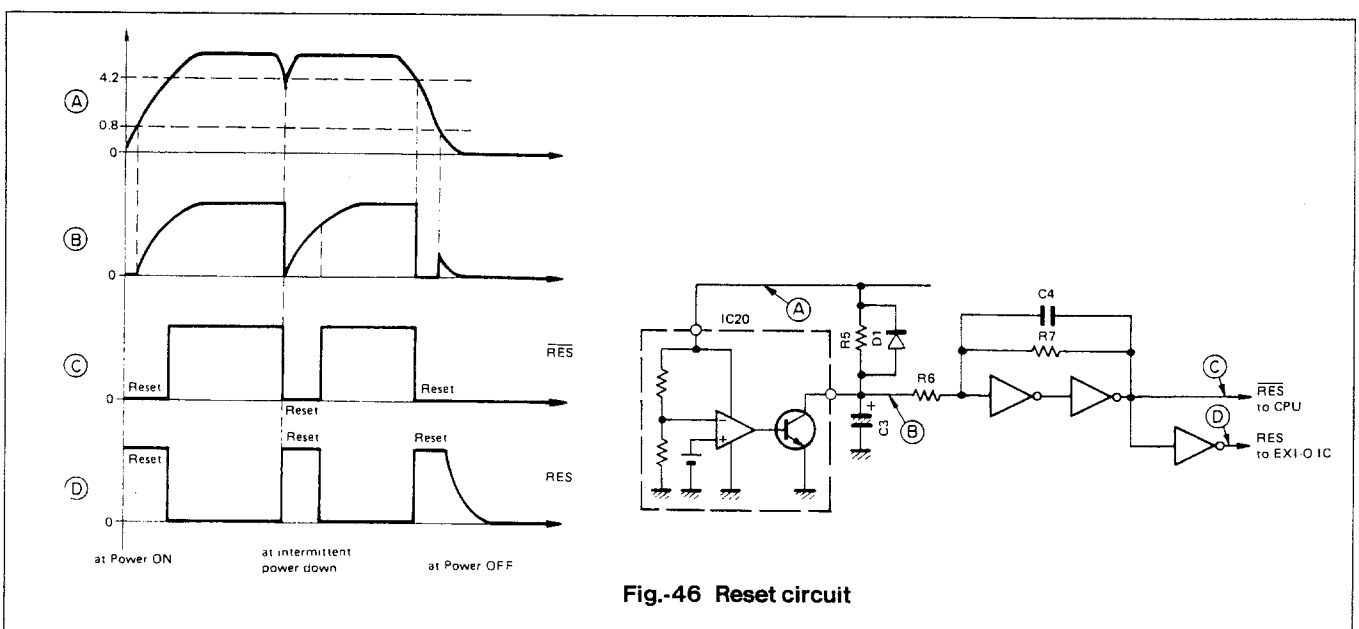 4.2
A
0.8
0
B
0
C
RES
Reset
Reset
Reset
0
Reset
Reset
Reset
RES
D
0
at Power ON
at intermittent
power down
at Power OFF
IC20
A
R5
D1
C4
R7
R6
B
C3
C
RES
to CPU
D
RES
to EXI-O IC
Fig.-46 Reset circuit